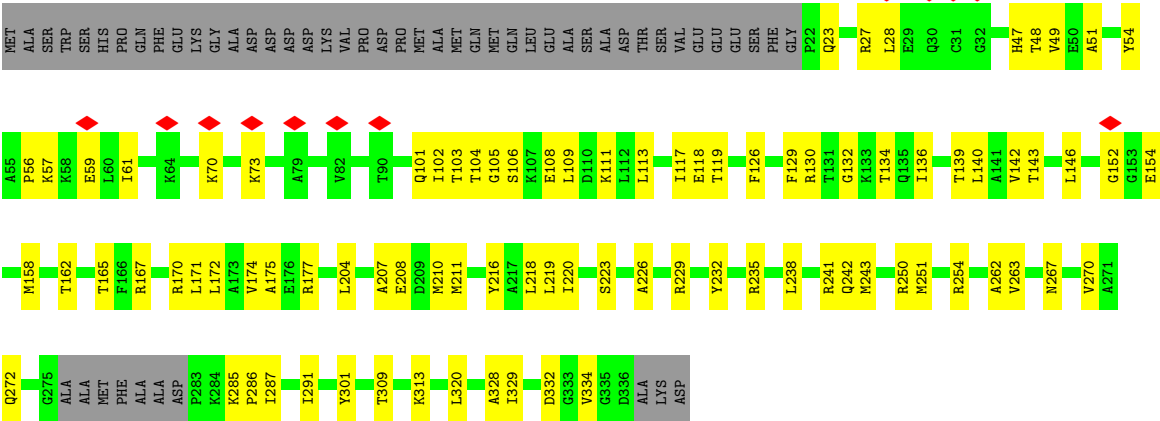 MET ALA SER TRP SER HIS PRO GLN PHE GLU LYS GLY ALA ASP ASP ASP ASP LYS VAL PRO ASP PRO MET ALA MET GLN MET GLN LEU GLU ALA SER ALA ASP THR SER VAL GLU GLU GLU SER PHE GLY P22 Q23 R27 L28 E29 Q30 C31 G32 H47 T48 V49 E50 A51 Y54
A55 P56 K57 K58 E59 L60 I61 K64 K70 K73 A79 V82 T90 Q101 I102 T103 T104 G105 S106 K107 E108 L109 D110 K111 L112 L113 I117 E118 T119 F126 F129 R130 T131 G132 K133 T134 Q135 I136 T139 L140 A141 V142 T143 L146 G152 G153 E154
M158 T162 T165 F166 R167 R170 L171 L172 A173 V174 A175 E176 R177 L204 A207 E208 D209 M210 M211 Y216 A217 L218 L219 I220 S223 A226 R229 Y232 R235 L238 R241 Q242 M243 R250 M251 R254 A262 V263 N267 V270 A271
Q272 G275 ALA ALA MET PHE ALA ALA ASP P283 K284 K285 P286 I287 I291 Y301 T309 K313 L320 A328 I329 D332 G333 V334 G335 D336 ALA LYS ASP